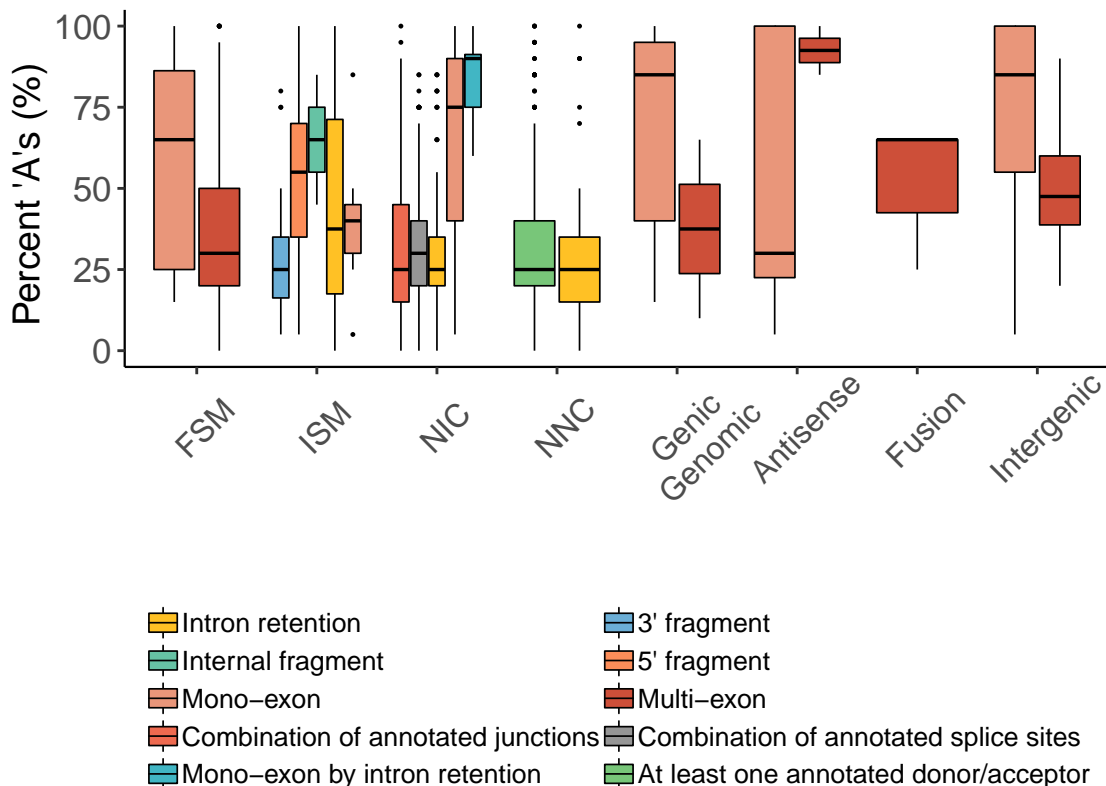 Percent 'A's (%)
100
75
50
25
0
FSM
ISM
NIC
NNC
Genic
Genomic
Antisense
Fusion
Intergenic
Intron retention
3' fragment
Internal fragment
5' fragment
Mono−exon
Multi−exon
Combination of annotated junctions
Combination of annotated splice sites
Mono−exon by intron retention
At least one annotated donor/acceptor